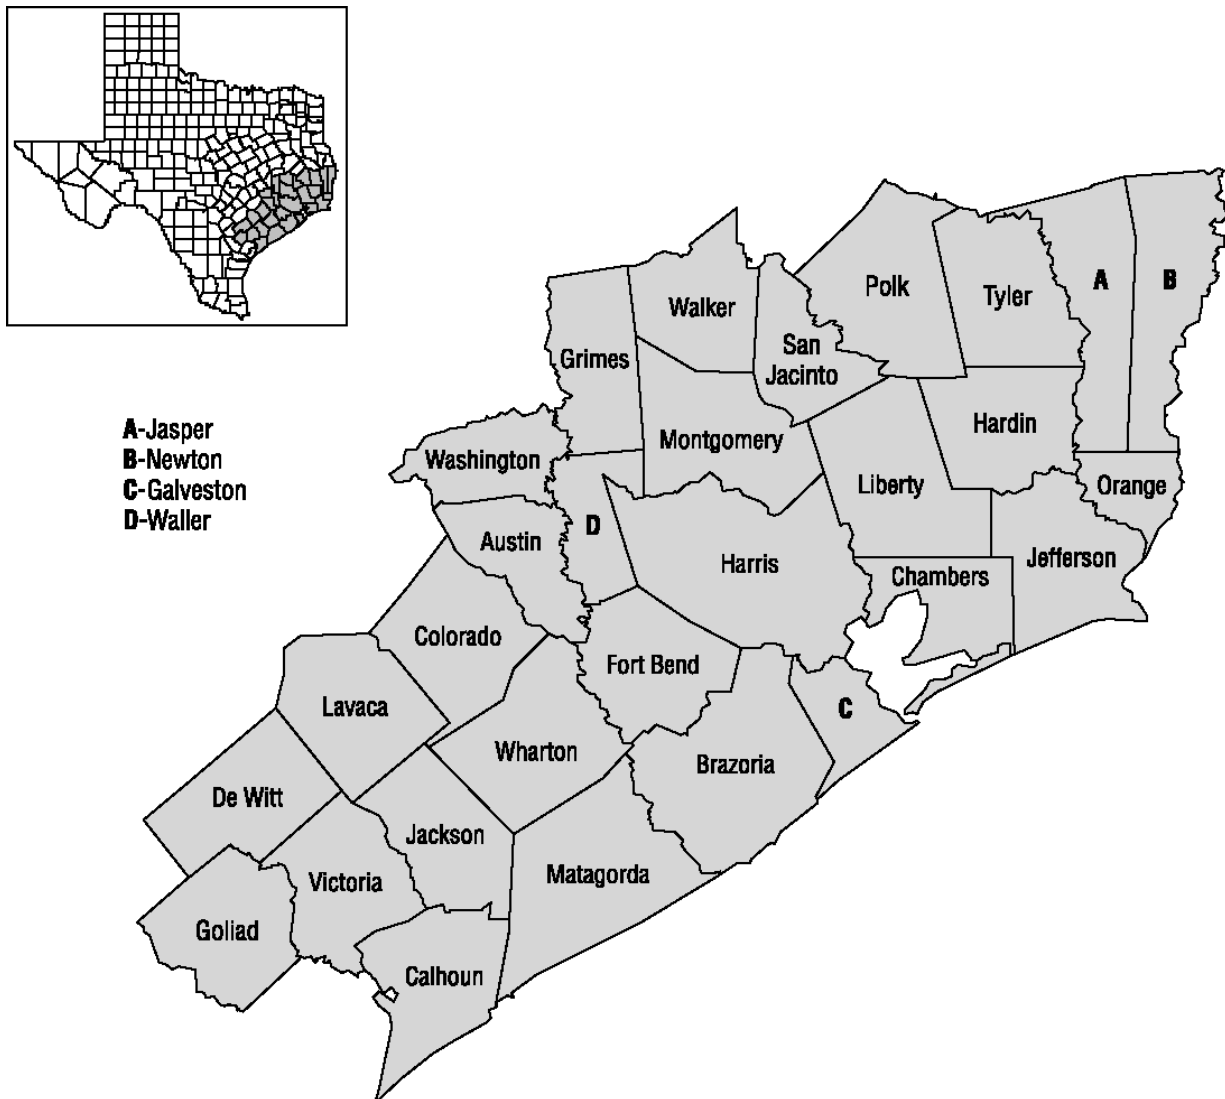 Polk
Tyler
A
B
Walker
San
Jacinto
Grimes
A-Jasper
B-Newton
C-Galveston
D-Waller
Washington
Montgomery
Hardin
Liberty
Orange
Austin
D
Harris
Chambers
Jefferson
Colorado
Fort Bend
Lavaca
C
Wharton
Brazoria
De Witt
Jackson
Victoria
Matagorda
Goliad
Calhoun